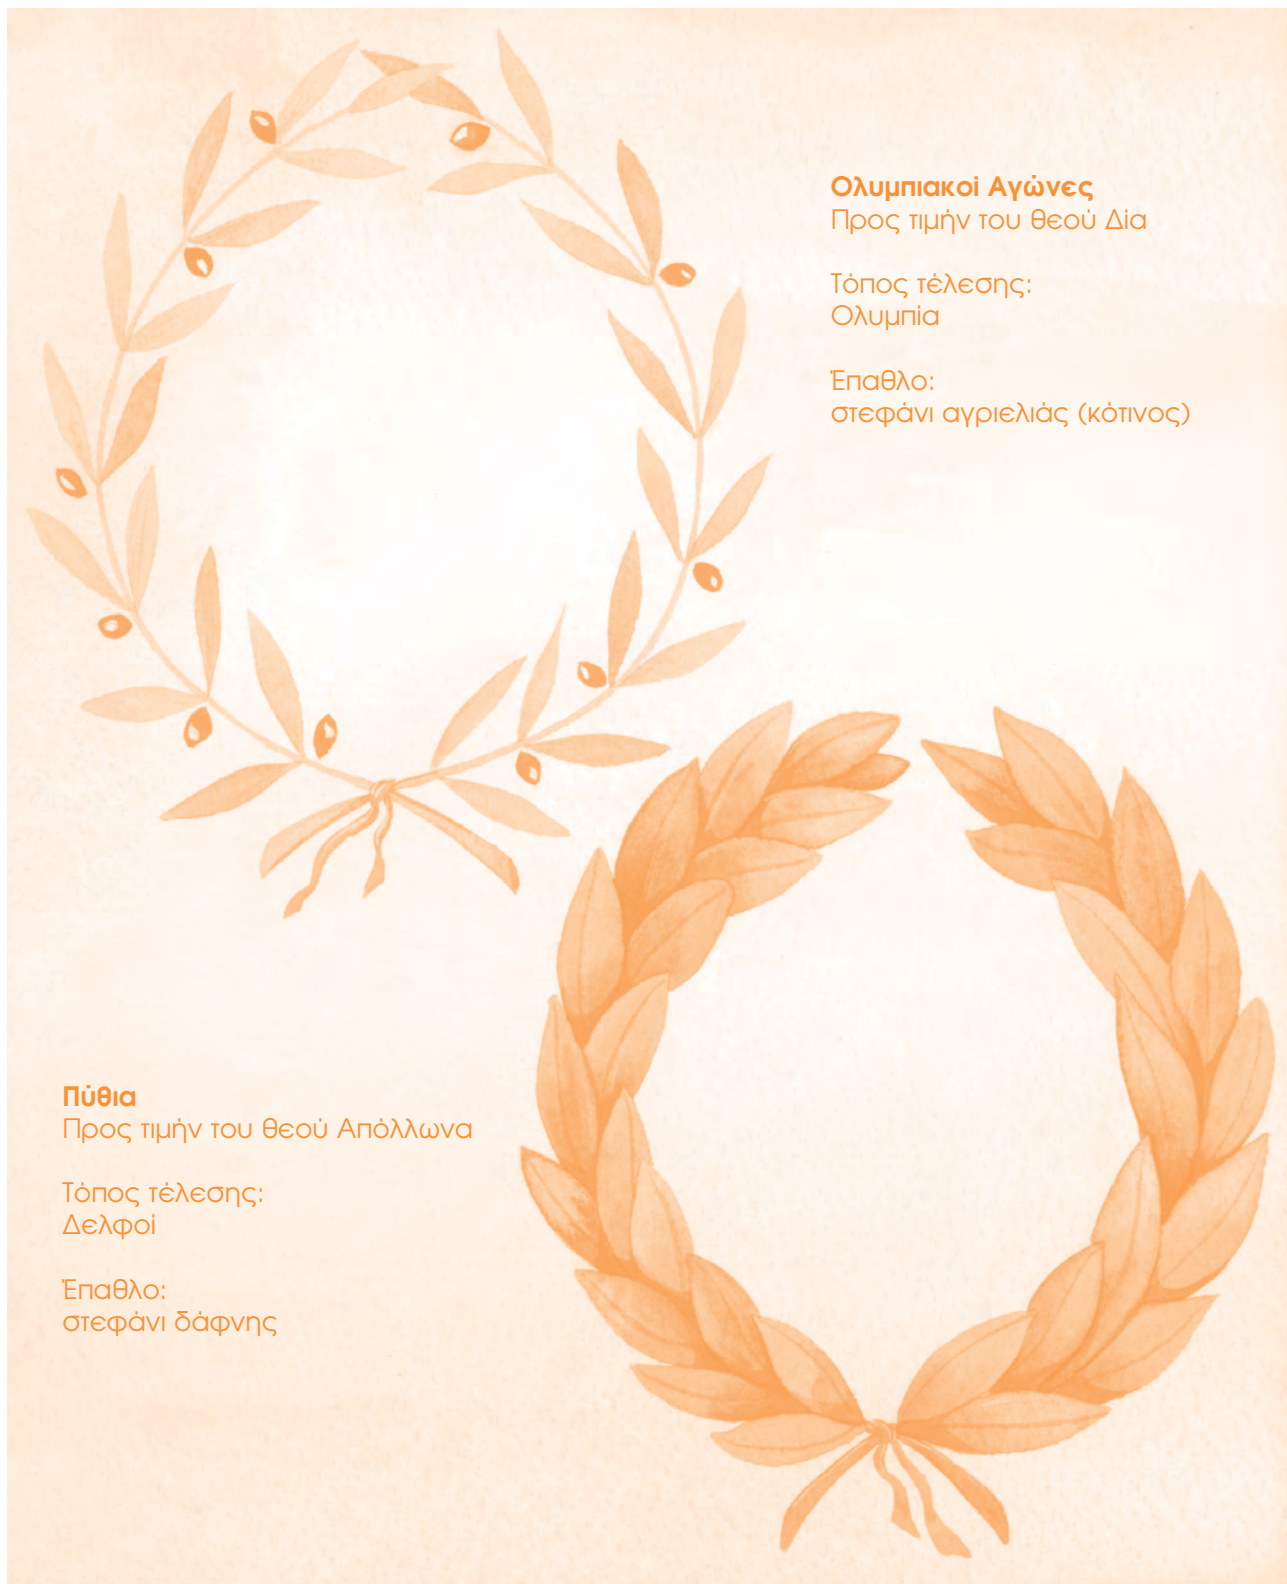 Ολυμπιακοί Αγώνες
Προς τιμήν του θεού Δία
Τόπος τέλεσης:
Ολυμπία
Έπαθλο:
στεφάνι αγριελιάς (κότινος)
Πύθια
Προς τιμήν του θεού Απόλλωνα
Τόπος τέλεσης:
Δελφοί
Έπαθλο:
στεφάνι δάφνης